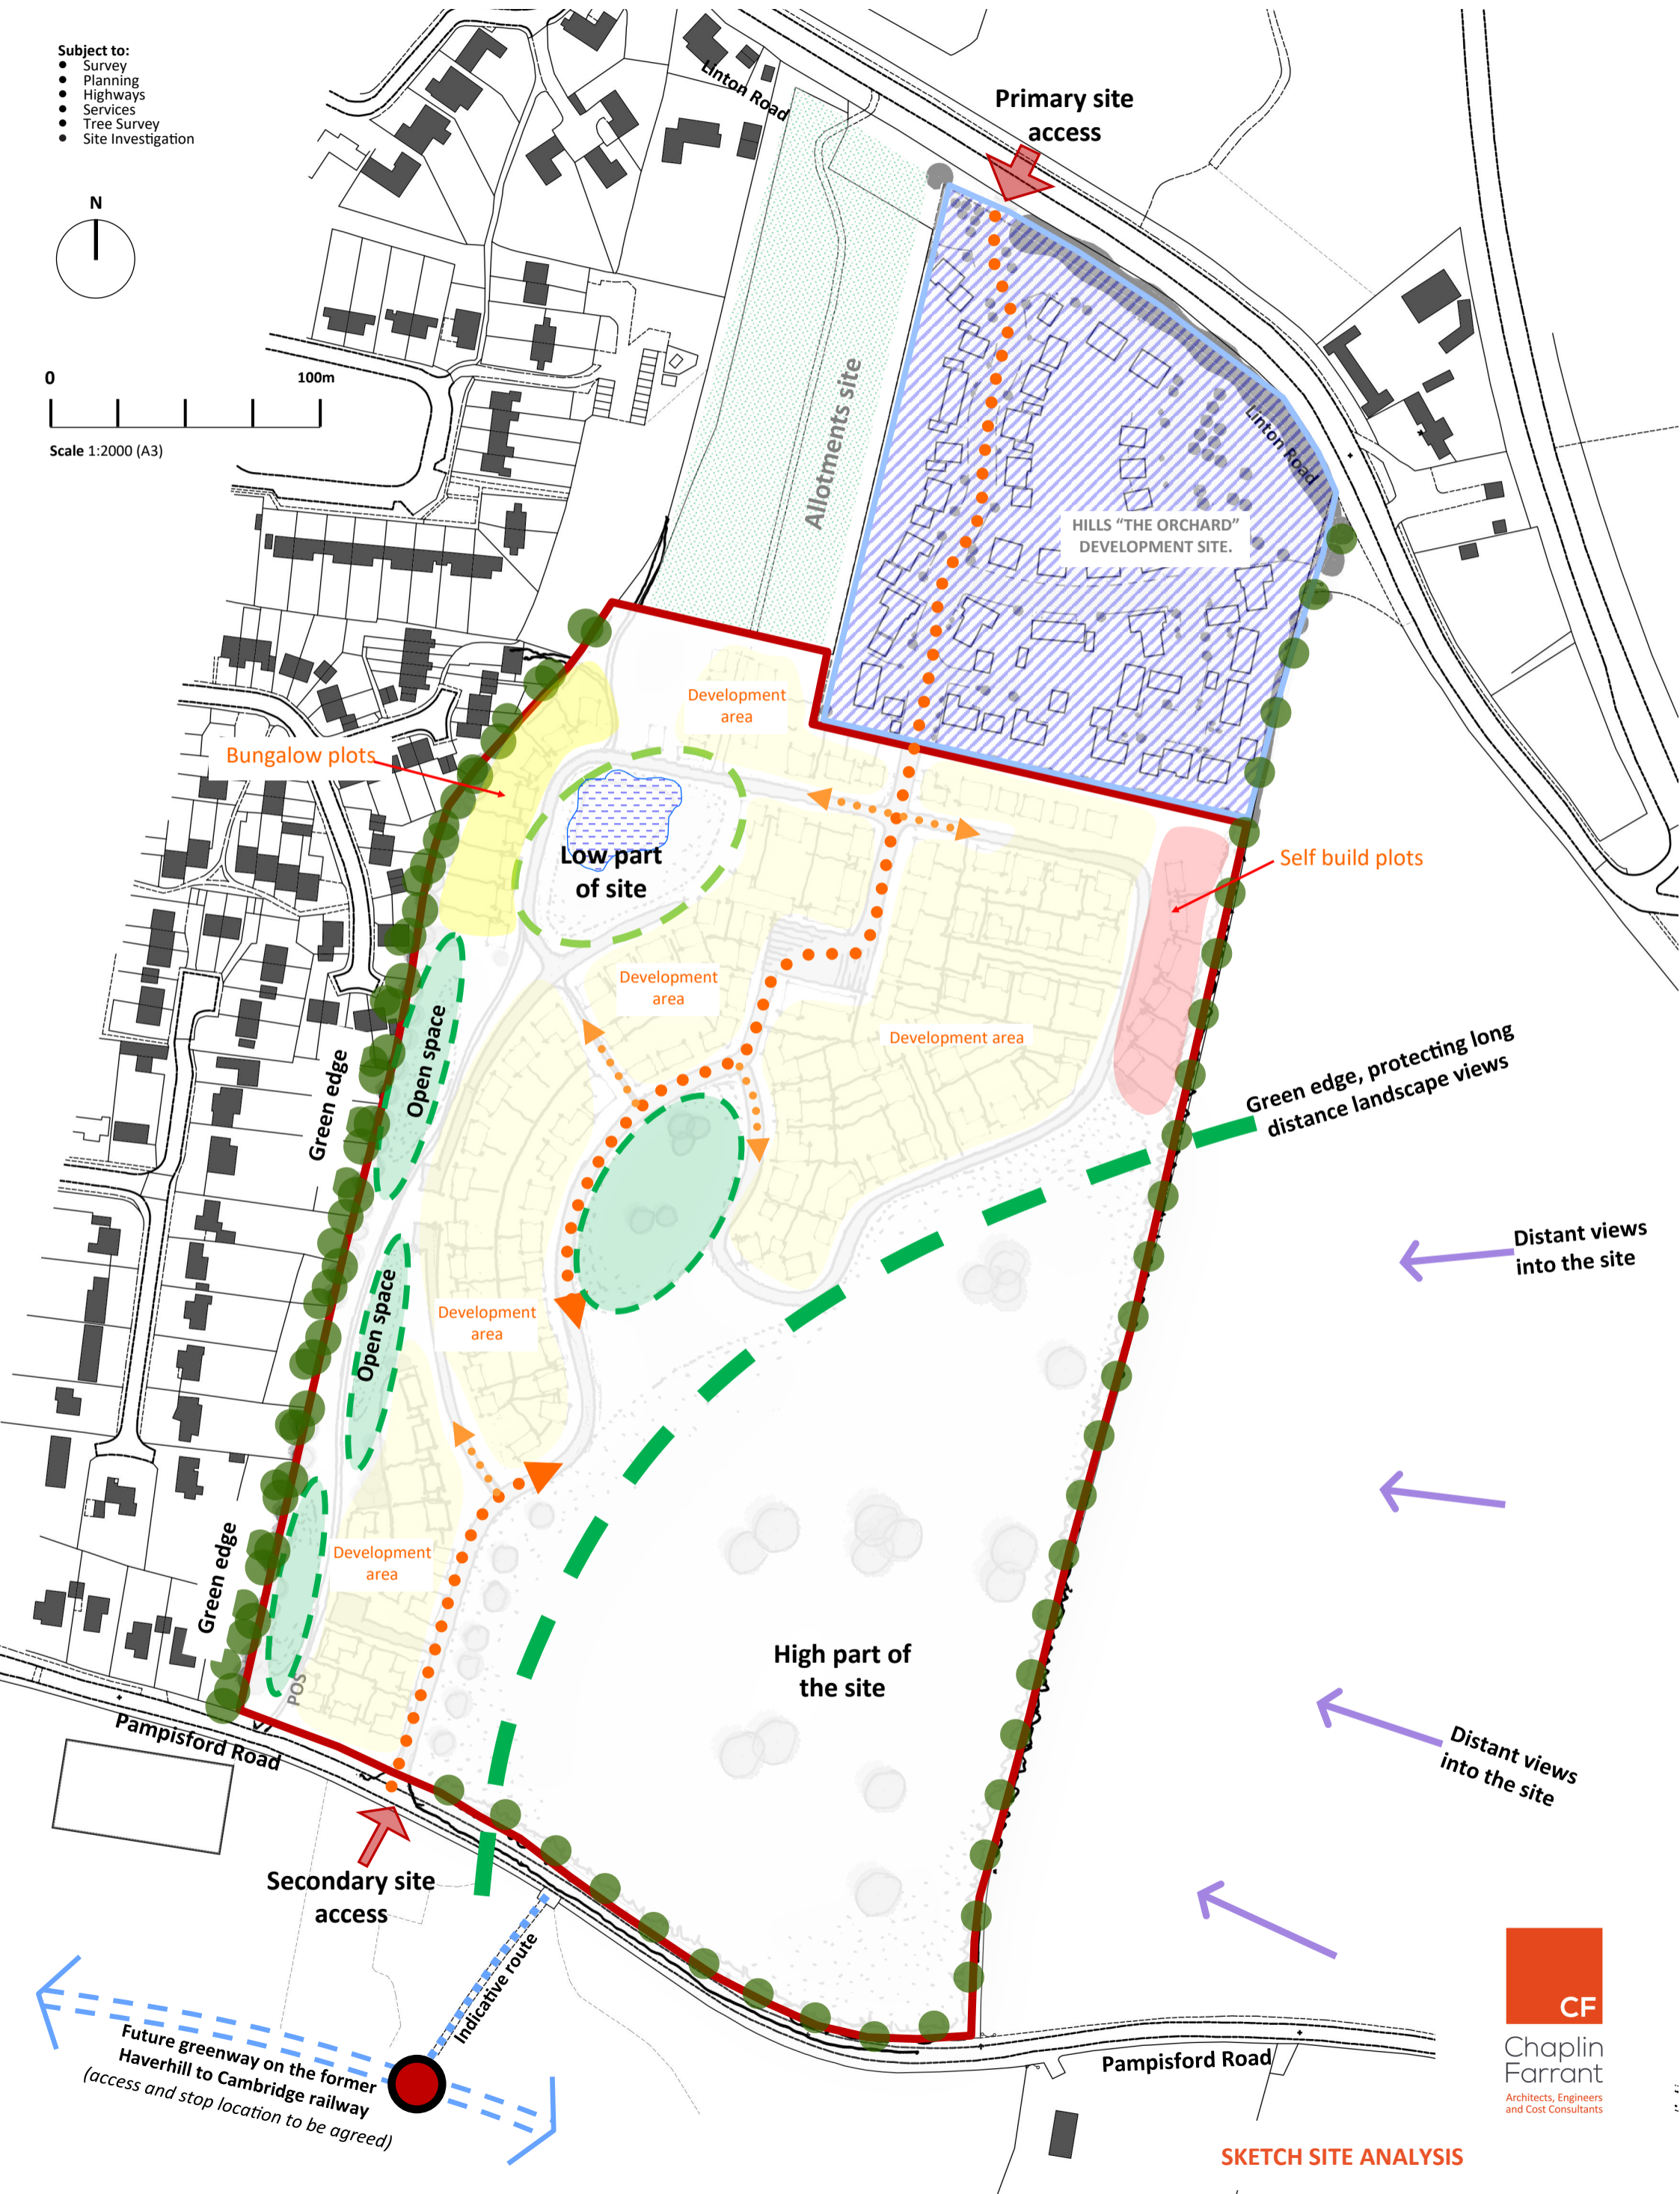 Subject to:
● Survey
● Planning
● Highways
● Services
● Tree Survey
● Site Investigation
N
0
100m
Scale 1:2000 (A3)
Linton Road
Primary site
access
Allotments site
Linton Road
HILLS “THE ORCHARD”
DEVELOPMENT SITE.
Development
area
Bungalow plots
Low part
of site
Self build plots
Development
area
Development area
Open space
Green edge
Green edge, protecting long
distance landscape views
Distant views
into the site
Open space
Development
area
Development
area
Green edge
High part of
the site
POS
Pampisford Road
Distant views
into the site
Secondary site
access
Indicative route
Future greenway on the former
Haverhill to Cambridge railway
(access and stop location to be agreed)
Pampisford Road
CF
Chaplin
Farrant
Architects, Engineers
and Cost Consultants
SKETCH SITE ANALYSIS